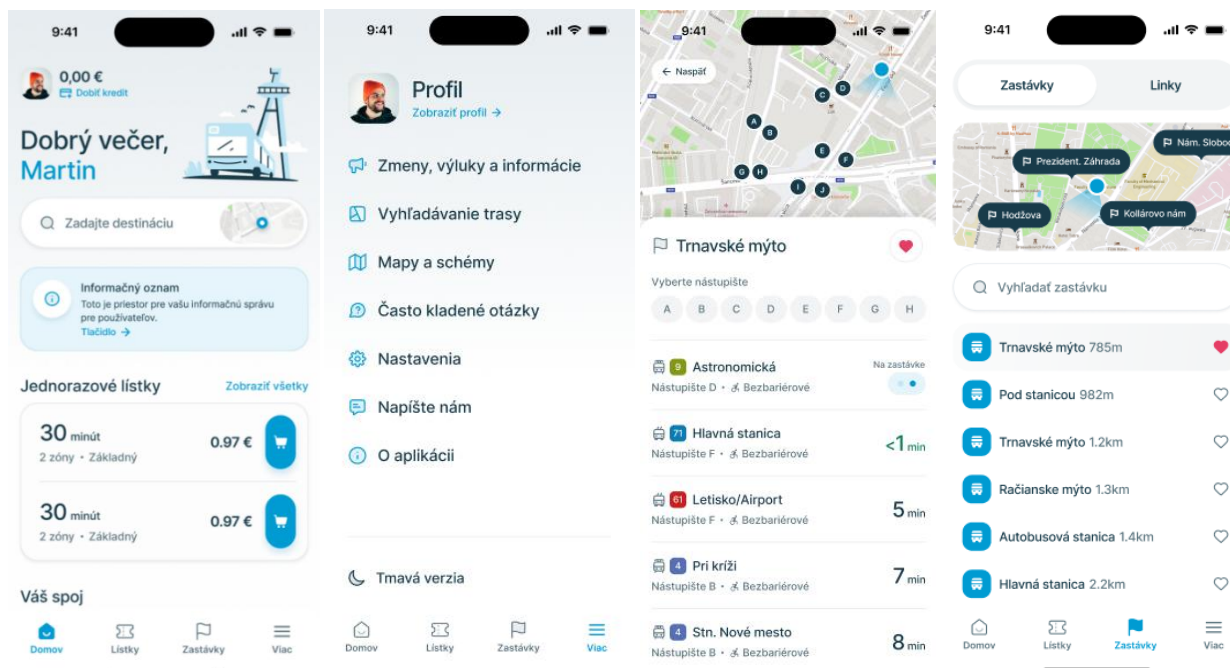 9:41
0,00 €
Dobiť kredit
Dobrý večer,
Martin
Zadajte destináciu
Informačný oznam
Toto je priestor pre vašu informačnú správu
pre používateľov.
Tlačidlo →
Jednorazové lístky
Zobraziť všetky
30 minút
0.97 €
2 zóny • Základný
30 minút
0.97 €
2 zóny • Základný
Váš spoj
Domov
Lístky
Zastávky
Viac
9:41
Profil
Zobraziť profil →
Zmeny, výluky a informácie
Vyhľadávanie trasy
Mapy a schémy
Často kladené otázky
Nastavenia
Napíšte nám
O aplikácii
Tmavá verzia
Domov
Lístky
Zastávky
Viac
9:41
← Naspäť
C
D
A
B
E
F
G
H
I
J
Trnavské mýto
Vyberte nástupište
A B C D E F G H
9 Astronomická
Na zastávke
Nástupište D • Bezbariérové
71 Hlavná stanica
<1 min
Nástupište F • Bezbariérové
61 Letisko/Airport
5 min
Nástupište F • Bezbariérové
4 Pri kríži
7 min
Nástupište B • Bezbariérové
4 Stn. Nové mesto
8 min
Nástupište B • Bezbariérové
9:41
Zastávky
Linky
Nám. Slobod
Prezident. Záhrada
Hodžova
Kollárovo nám
Vyhľadať zastávku
Trnavské mýto 785m
Pod stanicou 982m
Trnavské mýto 1.2km
Račianske mýto 1.3km
Autobusová stanica 1.4km
Hlavná stanica 2.2km
Domov
Lístky
Zastávky
Viac